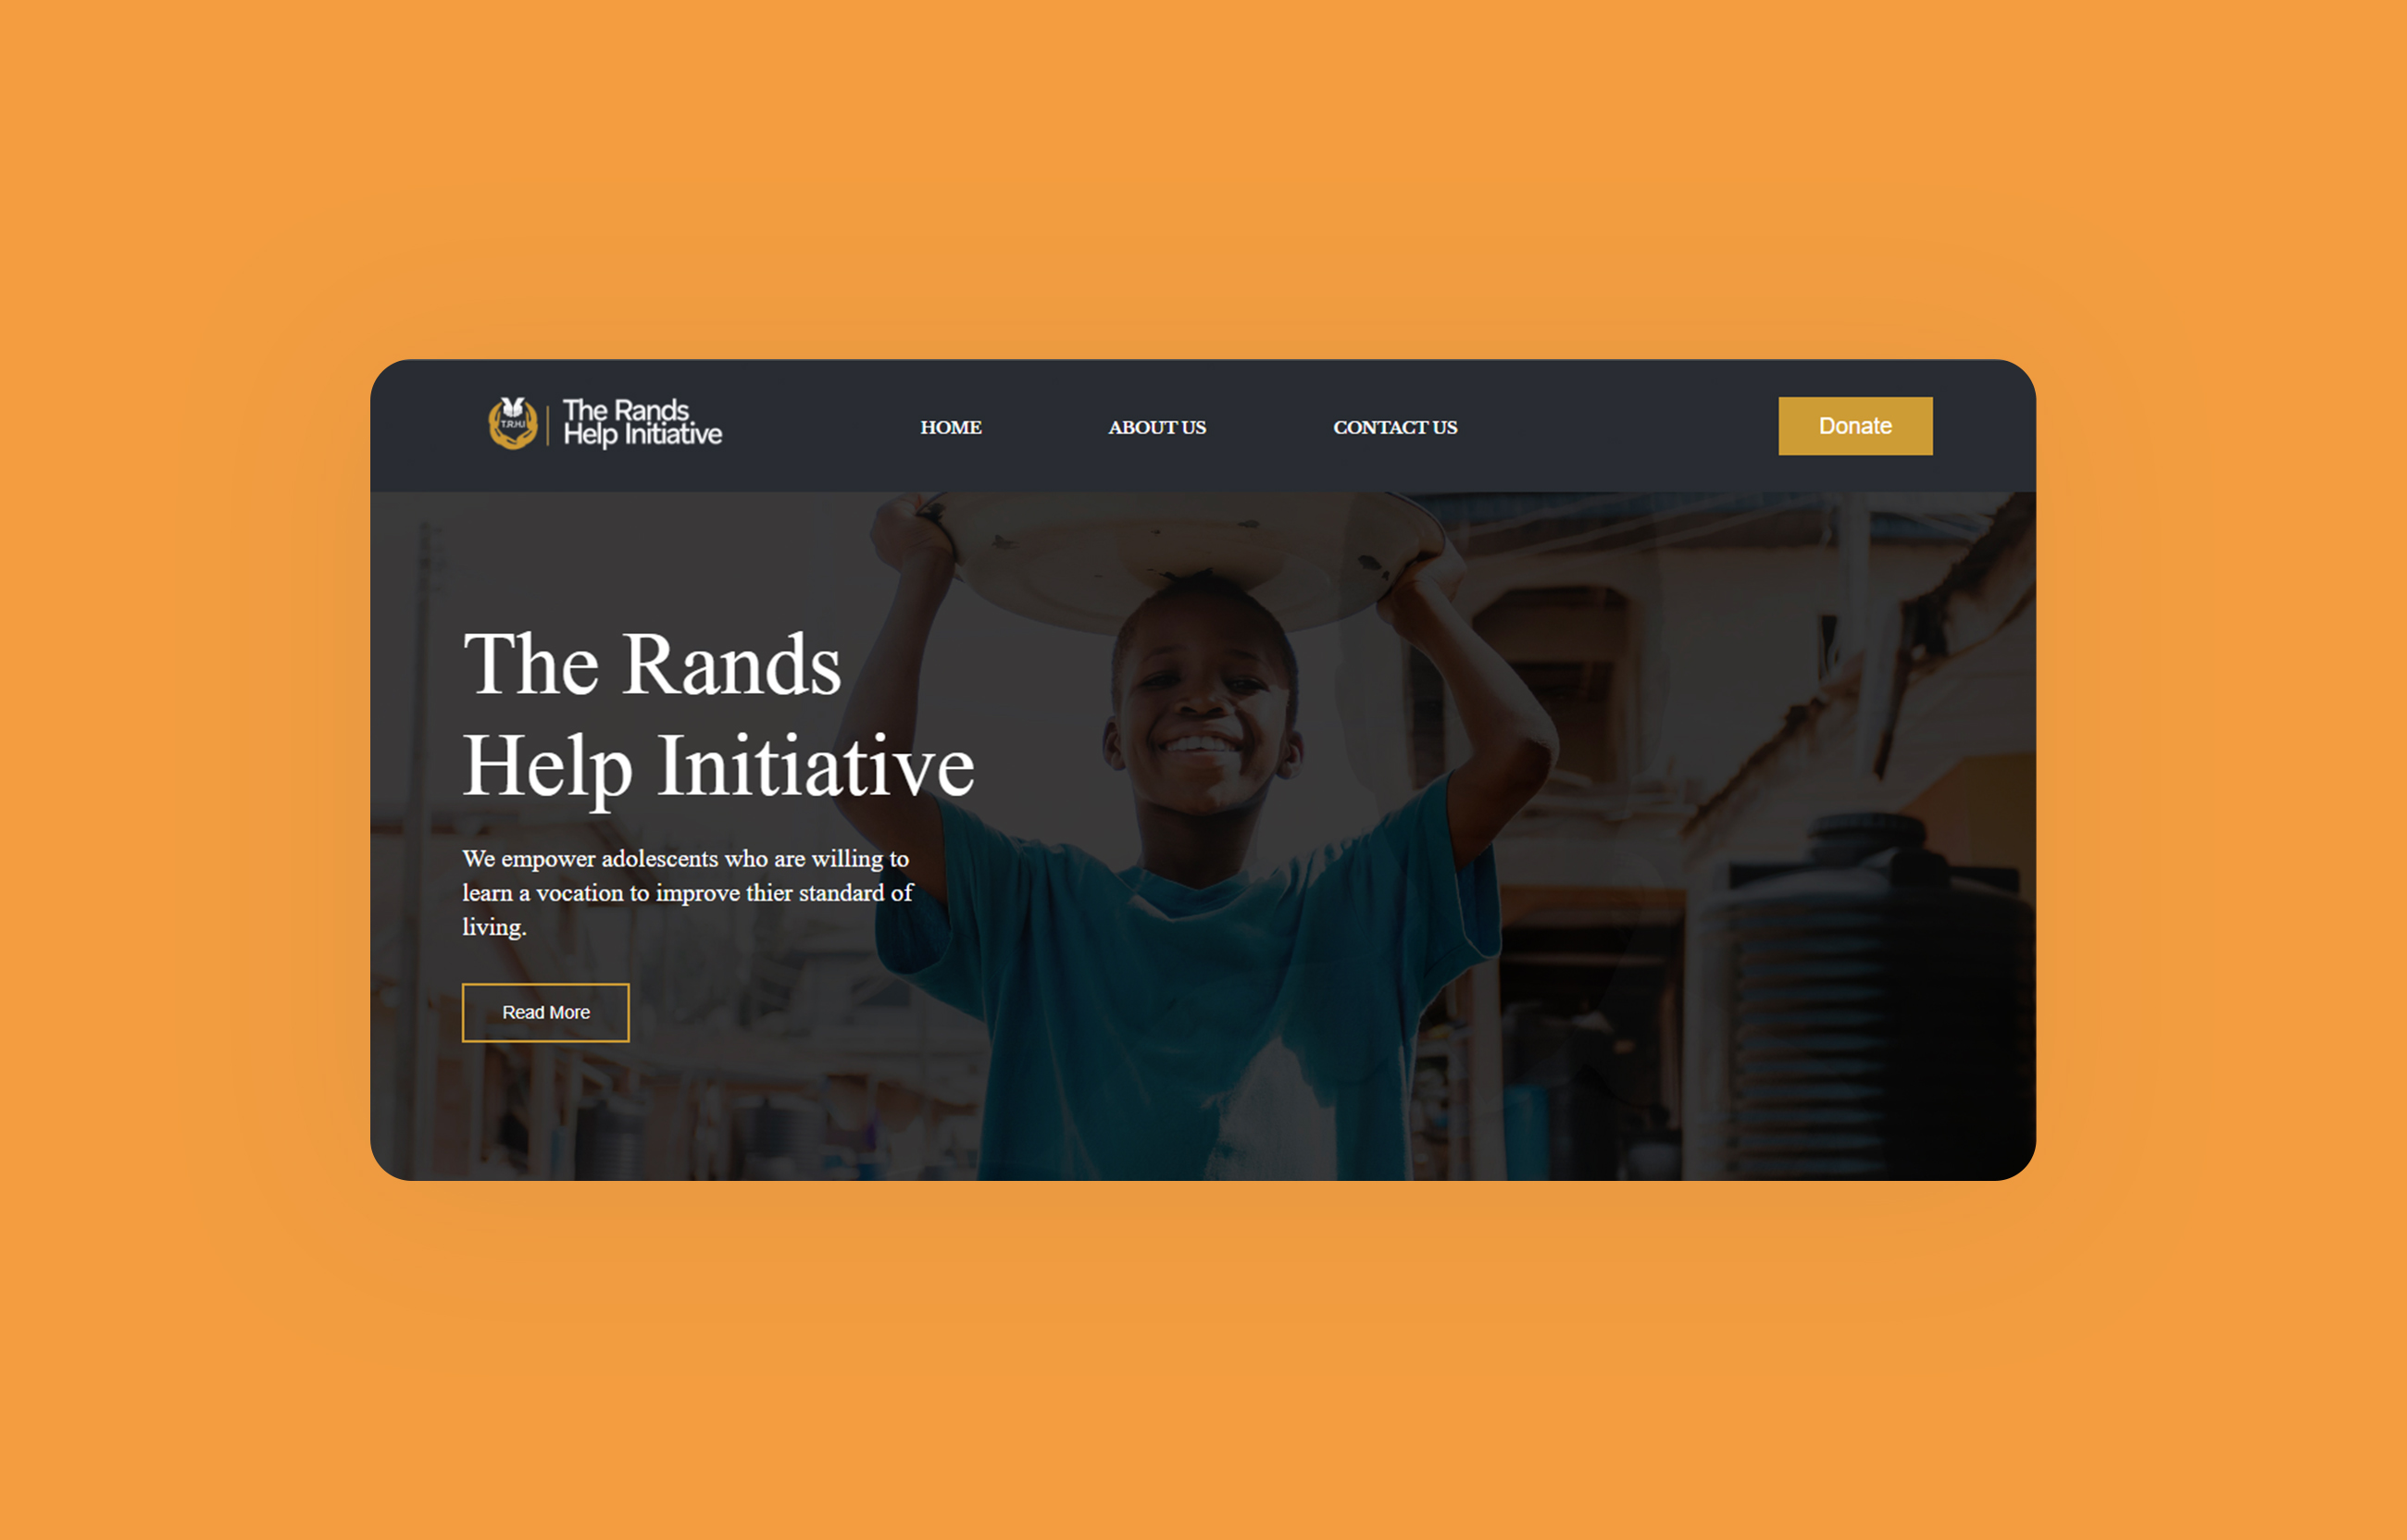 T.R.H.I
The Rands
Help Initiative
HOME
ABOUT US
CONTACT US
Donate
The Rands
Help Initiative
We empower adolescents who are willing to
learn a vocation to improve thier standard of
living.
Read More